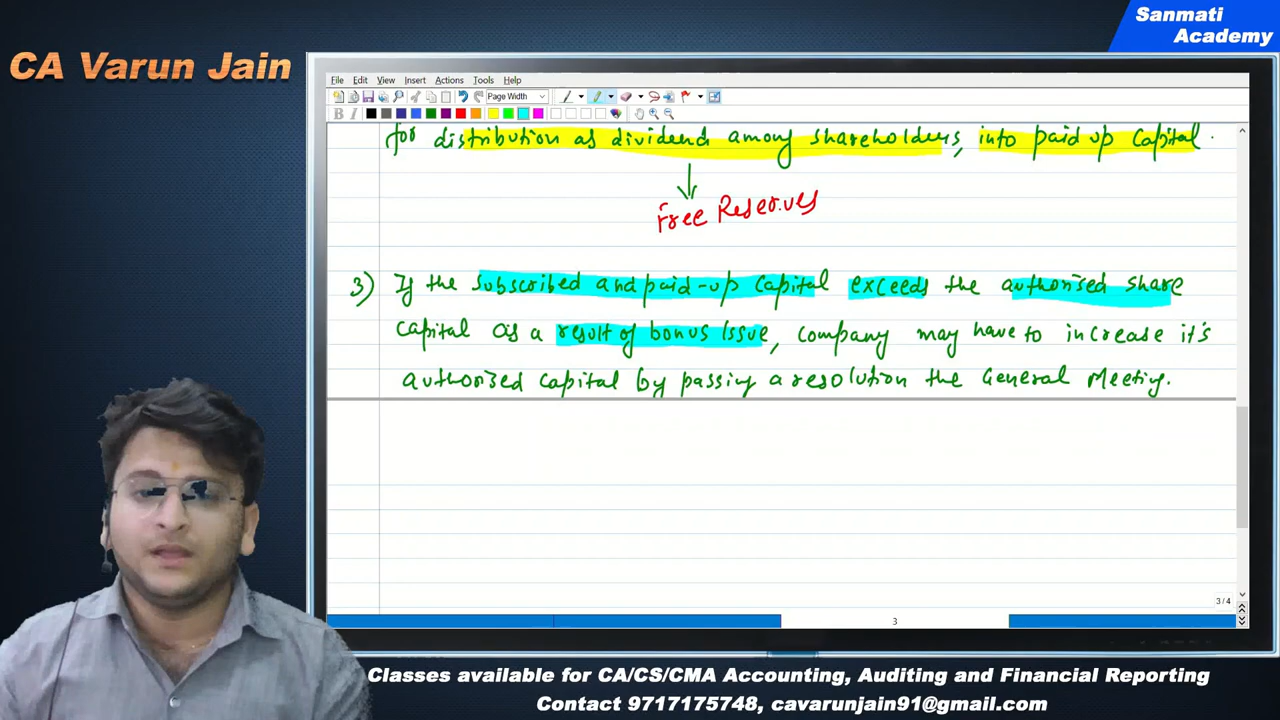 Sanmati
Academy
CA Varun Jain
File Edit View Insert Actions Tools Help
Page Width
B I
for distribution as dividend among shareholders, into paid up Capital.
Free Reserves
3) If the subscribed and paid-up Capital exceeds the authorised share
capital as a result of bonus issue, company may have to increase it's
authorised capital by passing a resolution the General Meeting.
3/4
3
Classes available for CA/CS/CMA Accounting, Auditing and Financial Reporting
Contact 9717175748, cavarunjain91@gmail.com